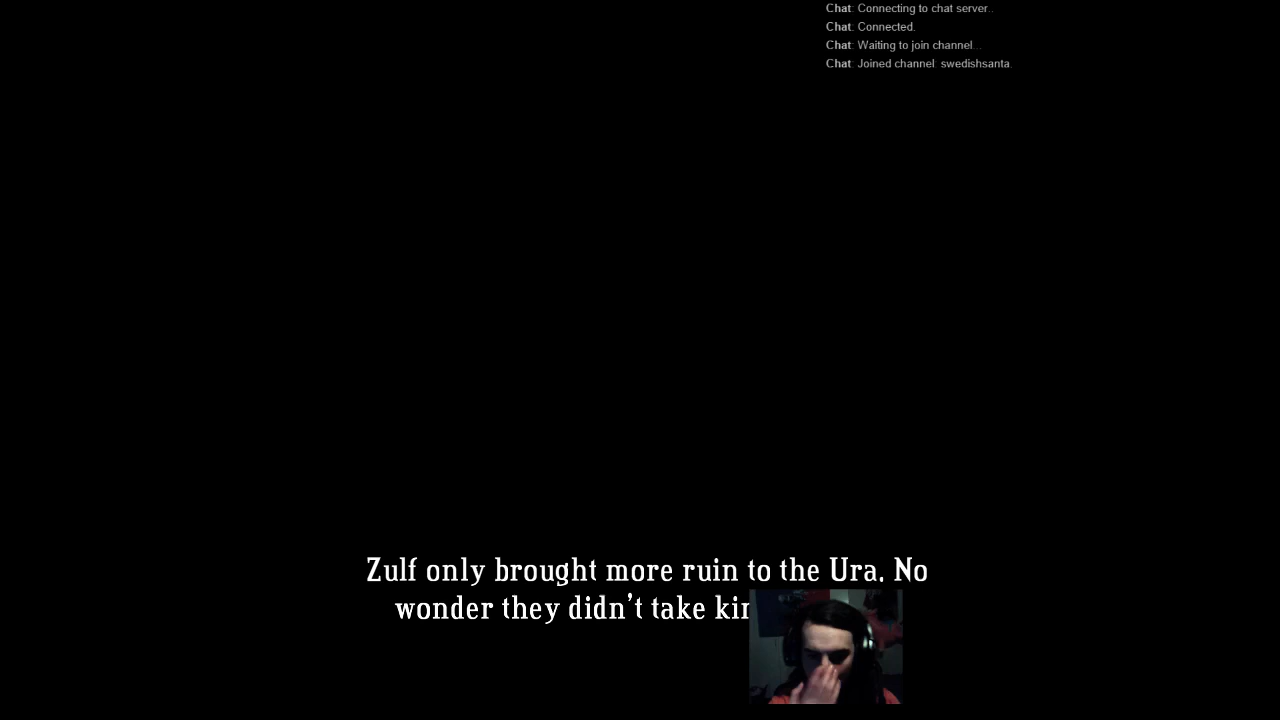 Chat: Connecting to chat server..
Chat: Connected.
Chat: Waiting to join channel...
Chat: Joined channel: swedishsanta.
Zulf only brought more ruin to the Ura. No
wonder they didn't take